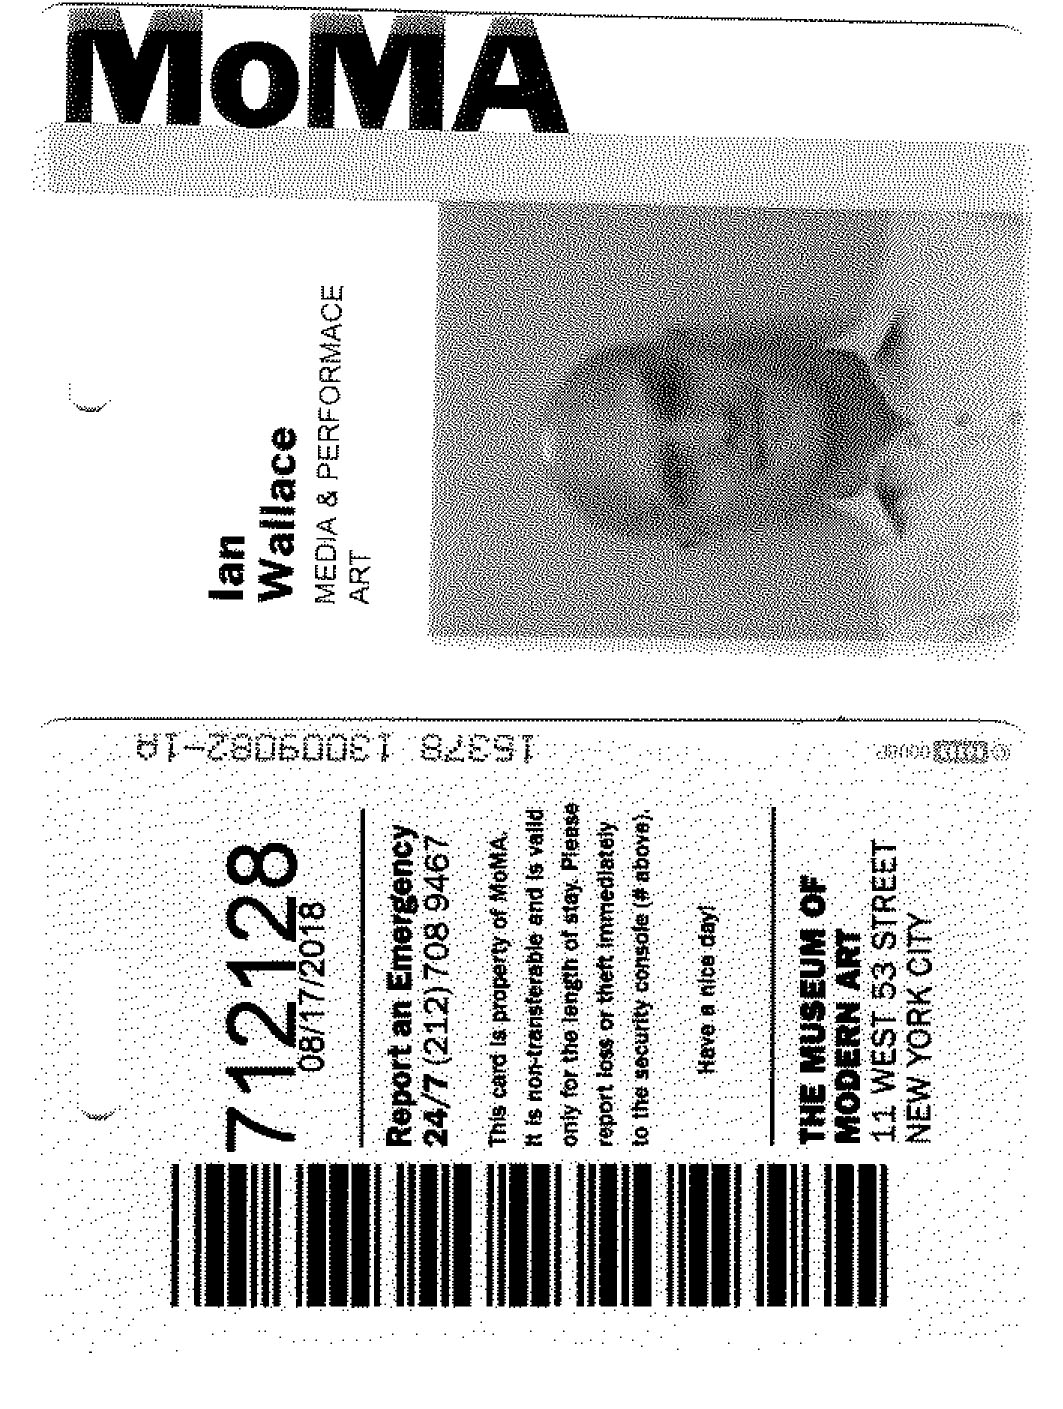 MoMA
Ian
Wallace
MEDIA & PERFORMACE
ART
15378 13009082-1a
712128
08/17/2018
Report an Emergency
24/7 (212) 708 9467
This card is property of MoMA.
It is non-transferable and is valid
only for the length of stay. Please
report loss or theft immediately
to the security console (# above).
Have a nice day!
THE MUSEUM OF
MODERN ART
11 WEST 53 STREET
NEW YORK CITY